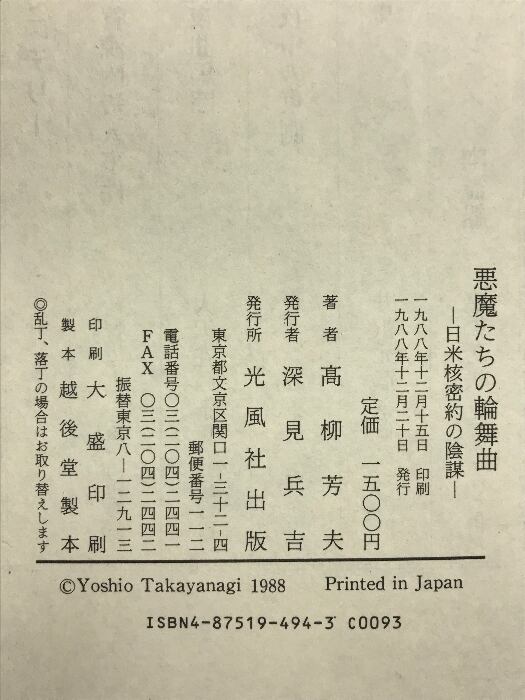 悪魔たちの輪舞曲
―日米核密約の陰謀―
一九八八年十二月十五日　印刷
一九八八年十二月二十日　発行
定価　一五〇〇円
著者　髙柳芳夫
発行者　深見兵吉
発行所　光風社出版
東京都文京区関口一―三十二―四
郵便番号一一二
電話番号〇三(二〇四)二四四一
FAX　〇三(二〇四)二四四二
振替東京八―一二九一三
印刷　大盛印刷
製本　越後堂製本
◎乱丁、落丁の場合はお取り替えします
©Yoshio Takayanagi 1988　Printed in Japan
ISBN4-87519-494-3 C0093